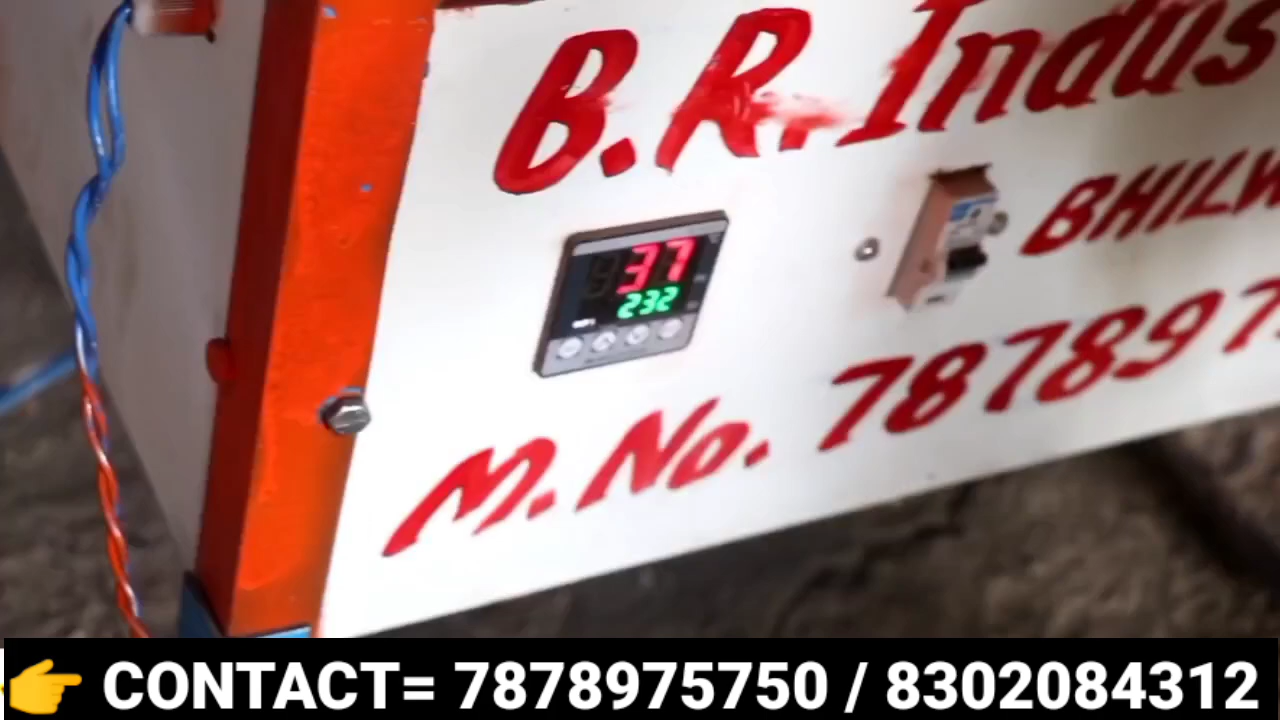 B.R. Indus
37
232
BHILW
M. No. 787897
👉 CONTACT= 7878975750 / 8302084312